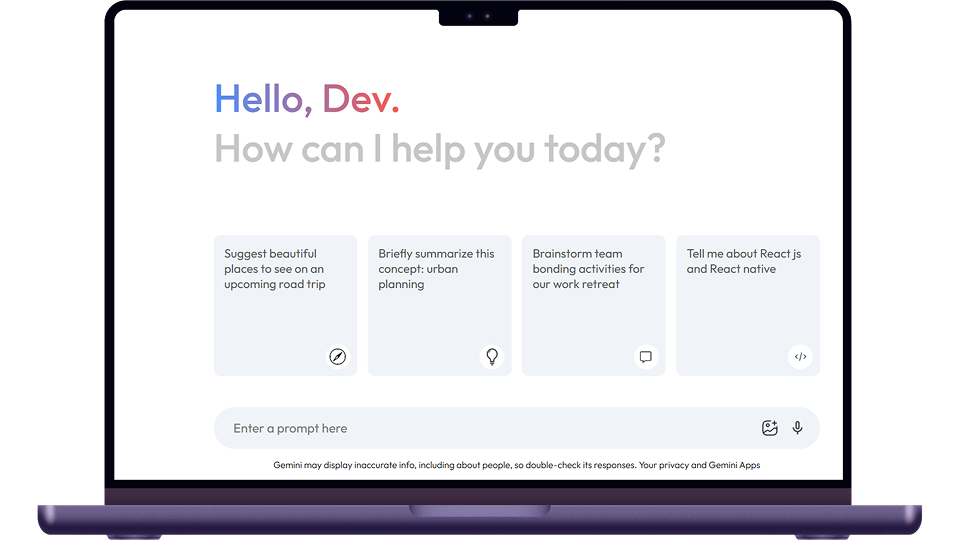 Hello, Dev.
How can I help you today?
Suggest beautiful
places to see on an
upcoming road trip
Briefly summarize this
concept: urban
planning
Brainstorm team
bonding activities for
our work retreat
Tell me about React js
and React native
Enter a prompt here
Gemini may display inaccurate info, including about people, so double-check its responses. Your privacy and Gemini Apps